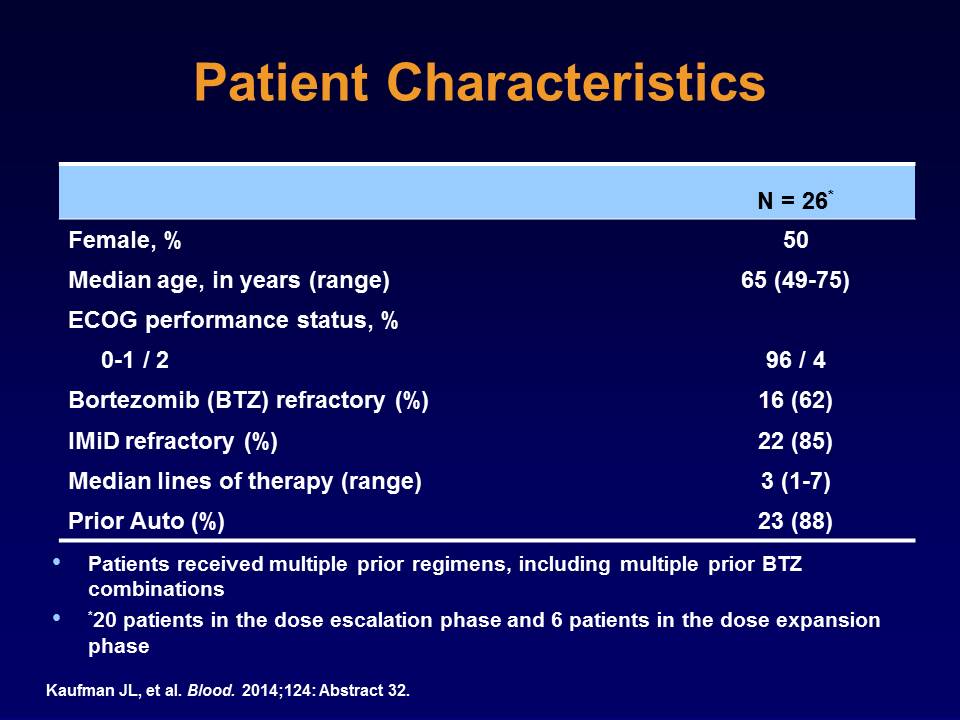 Patient Characteristics
N = 26*
Female, % 50
Median age, in years (range) 65 (49-75)
ECOG performance status, %
0-1 / 2 96 / 4
Bortezomib (BTZ) refractory (%) 16 (62)
IMiD refractory (%) 22 (85)
Median lines of therapy (range) 3 (1-7)
Prior Auto (%) 23 (88)
• Patients received multiple prior regimens, including multiple prior BTZ
combinations
• *20 patients in the dose escalation phase and 6 patients in the dose expansion
phase
Kaufman JL, et al. Blood. 2014;124: Abstract 32.